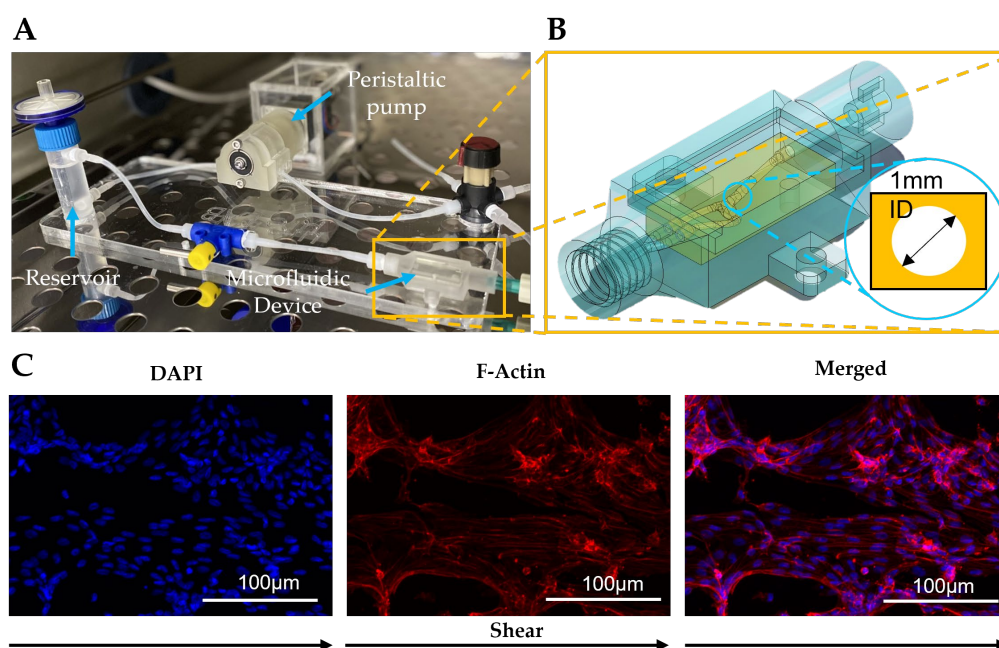 A
B
Peristaltic
pump
Reservoir
Microfluidic
Device
1mm
ID
C
DAPI
F-Actin
Merged
100μm
100μm
100μm
Shear